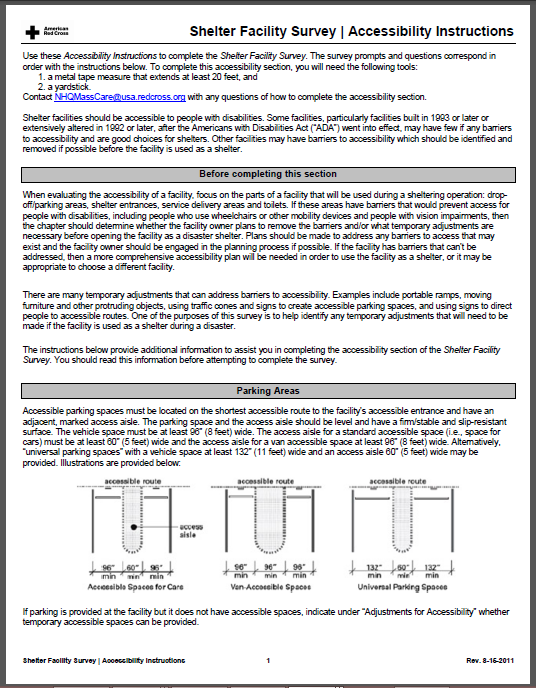 American
Red Cross
Shelter Facility Survey | Accessibility Instructions
Use these Accessibility Instructions to complete the Shelter Facility Survey. The survey prompts and questions correspond in
order with the instructions below. To complete this accessibility section, you will need the following tools:
1. a metal tape measure that extends at least 20 feet, and
2. a yardstick.
Contact NHQMassCare@usa.redcross.org with any questions of how to complete the accessibility section.
Shelter facilities should be accessible to people with disabilities. Some facilities, particularly facilities built in 1993 or later or
extensively altered in 1992 or later, after the Americans with Disabilities Act ("ADA") went into effect, may have few if any barriers
to accessibility and are good choices for shelters. Other facilities may have barriers to accessibility which should be identified and
removed if possible before the facility is used as a shelter.
Before completing this section
When evaluating the accessibility of a facility, focus on the parts of a facility that will be used during a sheltering operation: drop-
off/parking areas, shelter entrances, service delivery areas and toilets. If these areas have barriers that would prevent access for
people with disabilities, including people who use wheelchairs or other mobility devices and people with vision impairments, then
the chapter should determine whether the facility owner plans to remove the barriers and/or what temporary adjustments are
necessary before opening the facility as a disaster shelter. Plans should be made to address any barriers to access that may
exist and the facility owner should be engaged in the planning process if possible. If the facility has barriers that can't be
addressed, then a more comprehensive accessibility plan will be needed in order to use the facility as a shelter, or it may be
appropriate to choose a different facility.
There are many temporary adjustments that can address barriers to accessibility. Examples include portable ramps, moving
furniture and other protruding objects, using traffic cones and signs to create accessible parking spaces, and using signs to direct
people to accessible routes. One of the purposes of this survey is to help identify any temporary adjustments that will need to be
made if the facility is used as a shelter during a disaster.
The instructions below provide additional information to assist you in completing the accessibility section of the Shelter Facility
Survey. You should read this information before attempting to complete the survey.
Parking Areas
Accessible parking spaces must be located on the shortest accessible route to the facility's accessible entrance and have an
adjacent, marked access aisle. The parking space and the access aisle should be level and have a firm/stable and slip-resistant
surface. The vehicle space must be at least 96" (8 feet) wide. The access aisle for a standard accessible space (i.e., space for
cars) must be at least 60" (5 feet) wide and the access aisle for a van accessible space at least 96" (8 feet) wide. Alternatively,
"universal parking spaces" with a vehicle space at least 132" (11 feet) wide and an access aisle 60" (5 feet) wide may be
provided. Illustrations are provided below:
accessible route accessible route accessible route
access
aisle
96" 60" 96" 96" 96" 96" 132" 60" 132"
min min min min min min min min min
Accessible Spaces for Cars Van-Accessible Spaces Universal Parking Spaces
If parking is provided at the facility but it does not have accessible spaces, indicate under "Adjustments for Accessibility" whether
temporary accessible spaces can be provided.
Shelter Facility Survey | Accessibility Instructions 1 Rev. 8-15-2011